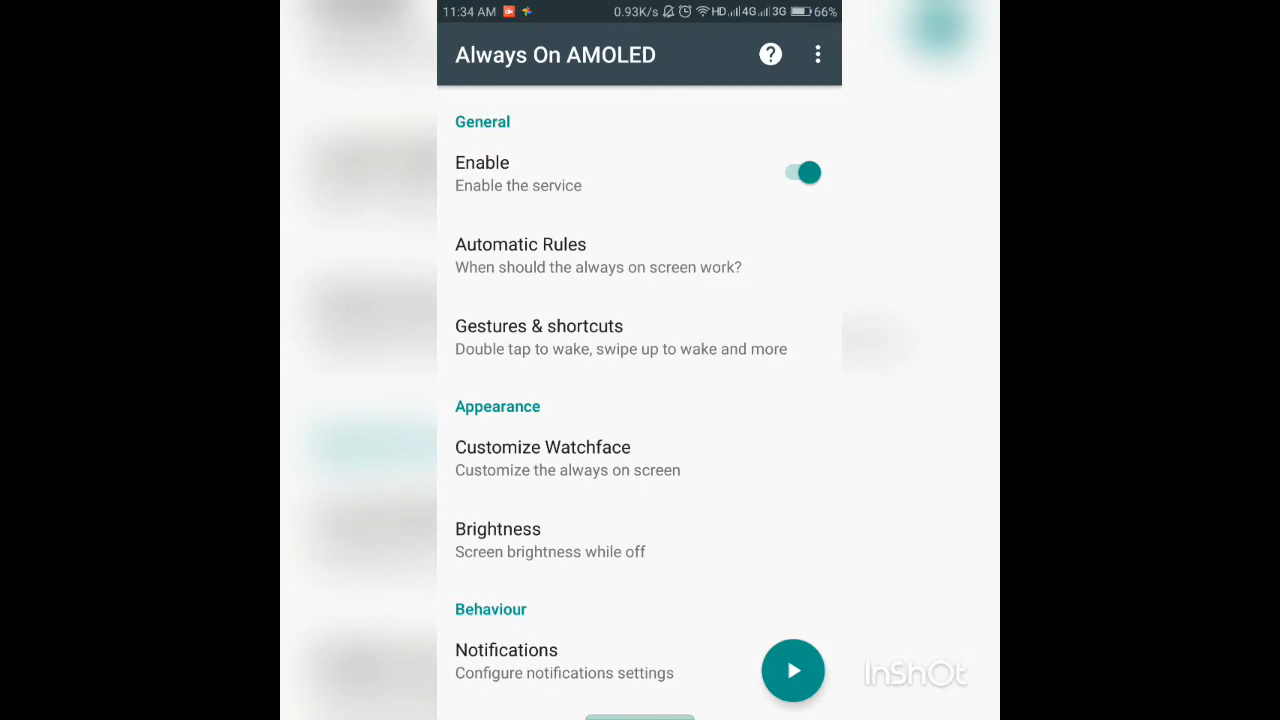 11:34 AM 0.93K/s HD 4G 3G 66%
Always On AMOLED ?
General
Enable
Enable the service
Automatic Rules
When should the always on screen work?
Gestures & shortcuts
Double tap to wake, swipe up to wake and more
Appearance
Customize Watchface
Customize the always on screen
Brightness
Screen brightness while off
Behaviour
Notifications
Configure notifications settings
InShOt